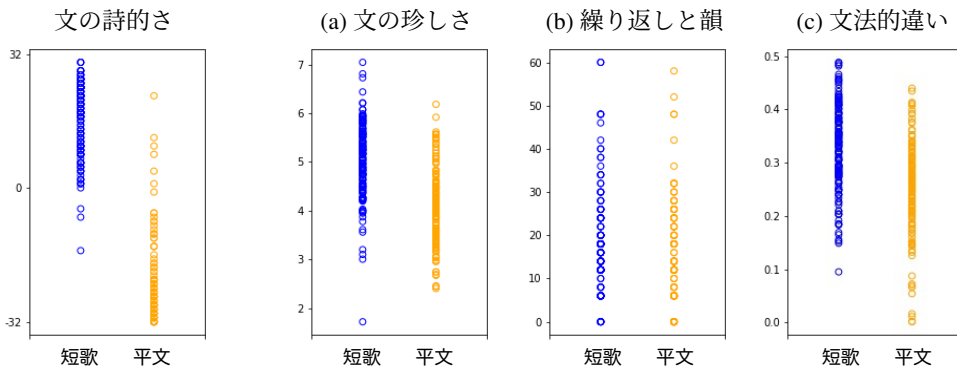 文の詩的さ
32
0
-32
短歌 平文
(a) 文の珍しさ
7
6
5
4
3
2
短歌 平文
(b) 繰り返しと韻
60
50
40
30
20
10
0
短歌 平文
(c) 文法的違い
0.5
0.4
0.3
0.2
0.1
0.0
短歌 平文